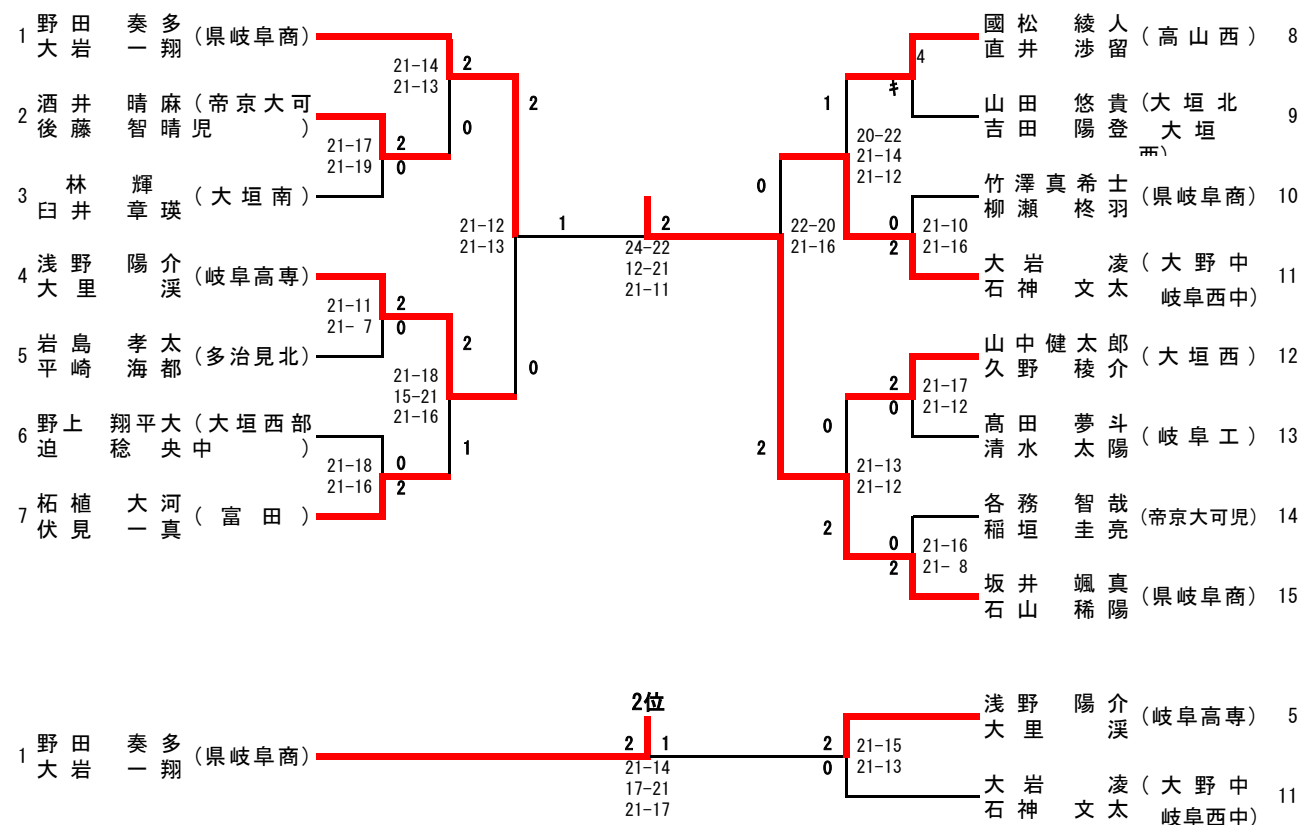 1 野田 奏多 (県岐阜商)
大岩 一翔
2 酒井 晴麻 (帝京大可
後藤 智晴 児 )
3 林 輝 (大垣南)
臼井 章瑛
4 浅野 陽介 (岐阜高専)
大里 渓
5 岩島 孝太 (多治見北)
平崎 海都
6 野上 翔平大 (大垣西部
迫 稔央 中 )
7 柘植 大河 (富田)
伏見 一真
21-14 2
21-13
0
21-17 2
21-19 0
2
21-12
21-13
21-11 2
21- 7 0
2
21-18
15-21
21-16
0
1
21-18 0
21-16 2
1
2
24-22
12-21
21-11
國松 綾人 (高山西) 8
直井 渉留
山田 悠貴 (大垣北 9
吉田 陽登 大垣
西)
竹澤真希士 (県岐阜商) 10
柳瀬 柊羽
大岩 凌 (大野中 11
石神 文太 岐阜西中)
山中健太郎 (大垣西) 12
久野 稜介
髙田 夢斗 (岐阜工) 13
清水 太陽
各務 智哉 (帝京大可児) 14
稲垣 圭亮
坂井 颯真 (県岐阜商) 15
石山 稀陽
4
キ
1
20-22
21-14
21-12
0
22-20
21-16
0 21-10
2 21-16
2 21-17
0 21-12
0
21-13
21-12
2
2
0 21-16
2 21- 8
2位
1 野田 奏多 (県岐阜商)
大岩 一翔
2 1
21-14
17-21
21-17
2 21-15
0 21-13
浅野 陽介 (岐阜高専) 5
大里 渓
大岩 凌 (大野中 11
石神 文太 岐阜西中)